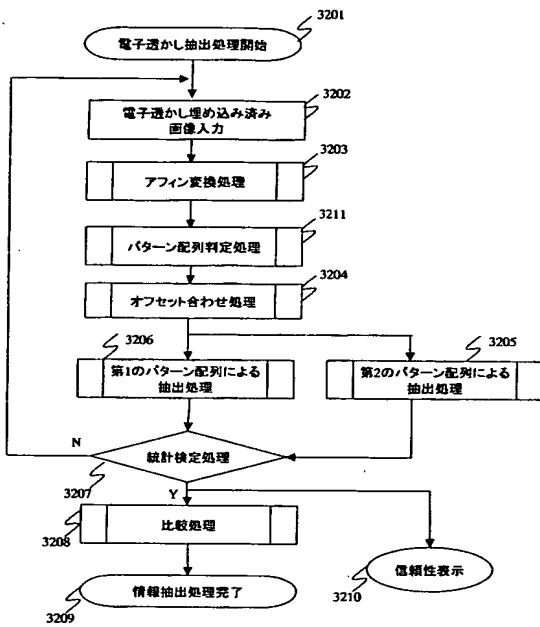 3201
電子透かし抽出処理開始
3202
電子透かし埋め込み済み
画像入力
3203
アフィン変換処理
3211
パターン配列判定処理
3204
オフセット合わせ処理
3206
第1のパターン配列による
抽出処理
3205
第2のパターン配列による
抽出処理
N
統計検定処理
3207
Y
比較処理
3208
信頼性表示
3210
情報抽出処理完了
3209